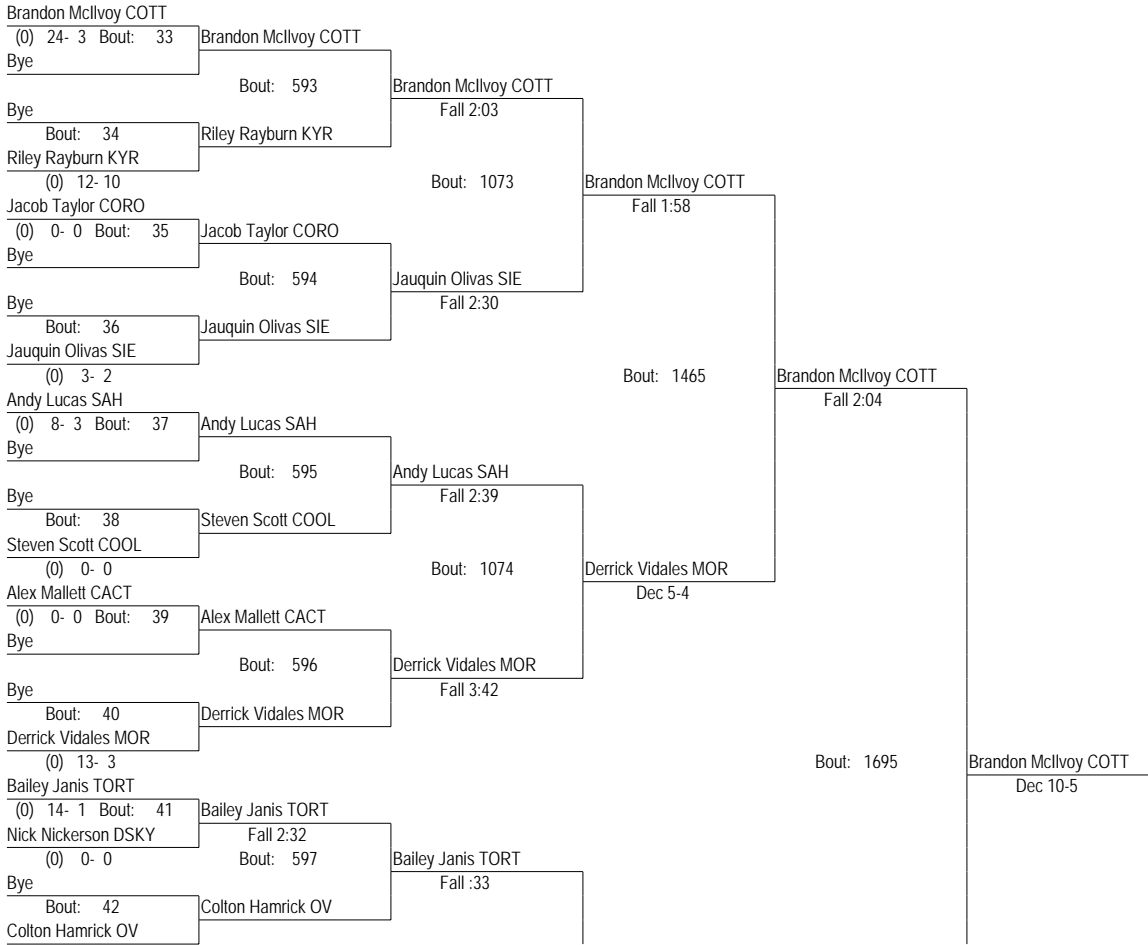 Brandon McIlvoy COTT
(0) 24- 3 Bout: 33 Brandon McIlvoy COTT
Bye
Bout: 593 Brandon McIlvoy COTT
Bye Fall 2:03
Bout: 34 Riley Rayburn KYR
Riley Rayburn KYR
(0) 12- 10 Bout: 1073 Brandon McIlvoy COTT
Jacob Taylor CORO Fall 1:58
(0) 0- 0 Bout: 35 Jacob Taylor CORO
Bye
Bout: 594 Jauquin Olivas SIE
Bye Fall 2:30
Bout: 36 Jauquin Olivas SIE
Jauquin Olivas SIE
(0) 3- 2 Bout: 1465 Brandon McIlvoy COTT
Andy Lucas SAH Fall 2:04
(0) 8- 3 Bout: 37 Andy Lucas SAH
Bye
Bout: 595 Andy Lucas SAH
Bye Fall 2:39
Bout: 38 Steven Scott COOL
Steven Scott COOL
(0) 0- 0 Bout: 1074 Derrick Vidales MOR
Alex Mallett CACT Dec 5-4
(0) 0- 0 Bout: 39 Alex Mallett CACT
Bye
Bout: 596 Derrick Vidales MOR
Bye Fall 3:42
Bout: 40 Derrick Vidales MOR
Derrick Vidales MOR
(0) 13- 3 Bout: 1695 Brandon McIlvoy COTT
Bailey Janis TORT Dec 10-5
(0) 14- 1 Bout: 41 Bailey Janis TORT
Nick Nickerson DSKY Fall 2:32
(0) 0- 0 Bout: 597 Bailey Janis TORT
Bye Fall :33
Bout: 42 Colton Hamrick OV
Colton Hamrick OV